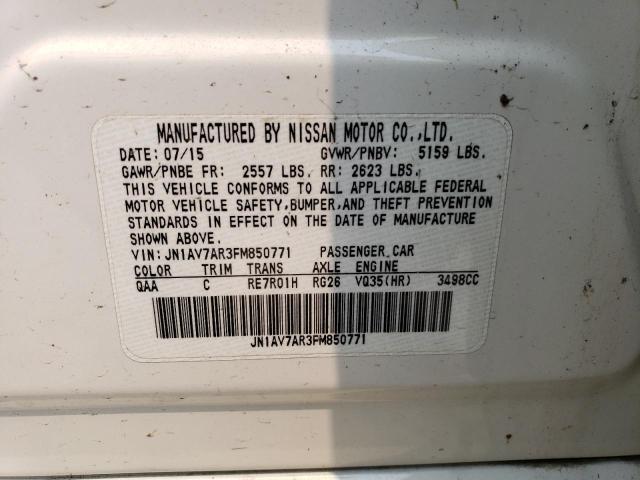 MANUFACTURED BY NISSAN MOTOR CO.,LTD.
DATE: 07/15 GVWR/PNBV: 5159 LBS.
GAWR/PNBE FR: 2557 LBS. RR: 2623 LBS.
THIS VEHICLE CONFORMS TO ALL APPLICABLE FEDERAL
MOTOR VEHICLE SAFETY,BUMPER,AND THEFT PREVENTION
STANDARDS IN EFFECT ON THE DATE OF MANUFACTURE
SHOWN ABOVE.
VIN: JN1AV7AR3FM850771 PASSENGER CAR
COLOR TRIM TRANS AXLE ENGINE
QAA C RE7R01H RG26 VQ35(HR) 3498CC
JN1AV7AR3FM850771